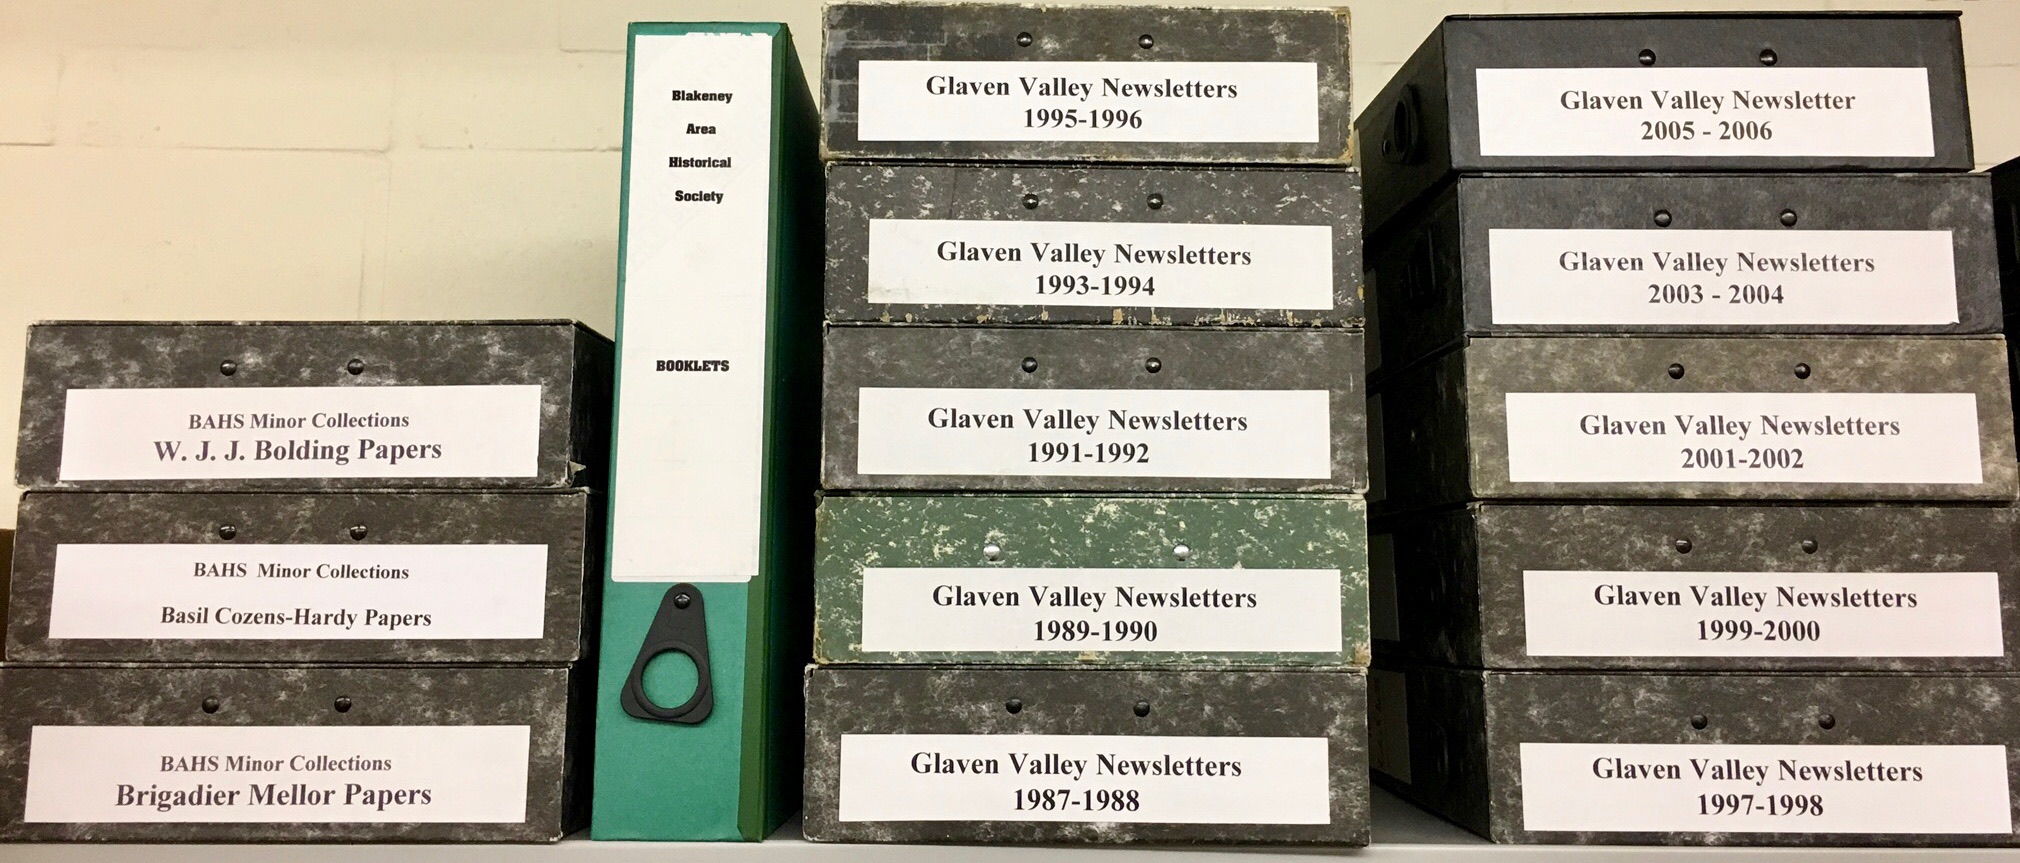 BAHS Minor Collections
W. J. J. Bolding Papers
BAHS Minor Collections
Basil Cozens-Hardy Papers
BAHS Minor Collections
Brigadier Mellor Papers
Blakeney
Area
Historical
Society
BOOKLETS
Glaven Valley Newsletters
1995-1996
Glaven Valley Newsletters
1993-1994
Glaven Valley Newsletters
1991-1992
Glaven Valley Newsletters
1989-1990
Glaven Valley Newsletters
1987-1988
Glaven Valley Newsletter
2005 - 2006
Glaven Valley Newsletters
2003 - 2004
Glaven Valley Newsletters
2001-2002
Glaven Valley Newsletters
1999-2000
Glaven Valley Newsletters
1997-1998